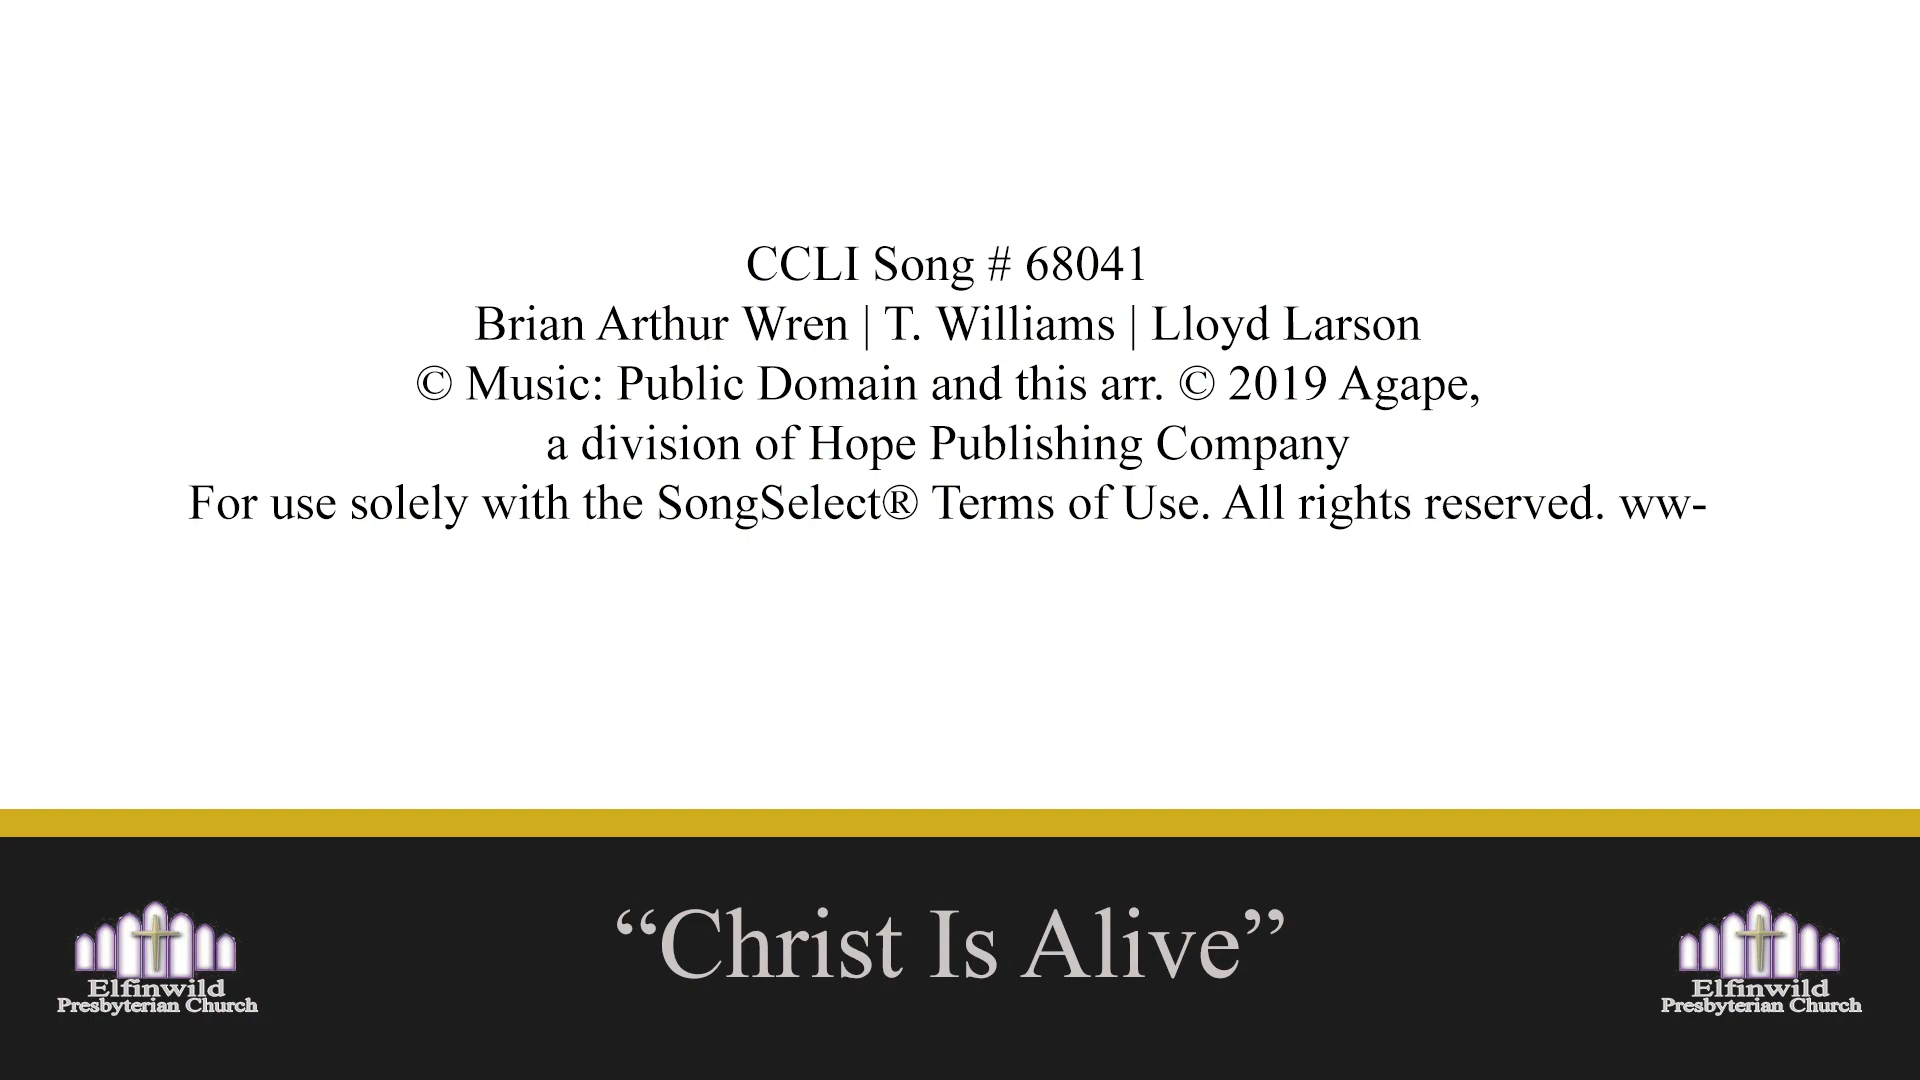 CCLI Song # 68041
Brian Arthur Wren | T. Williams | Lloyd Larson
© Music: Public Domain and this arr. © 2019 Agape,
a division of Hope Publishing Company
For use solely with the SongSelect® Terms of Use. All rights reserved. ww-
“Christ Is Alive”
Elfinwild
Presbyterian Church
Elfinwild
Presbyterian Church